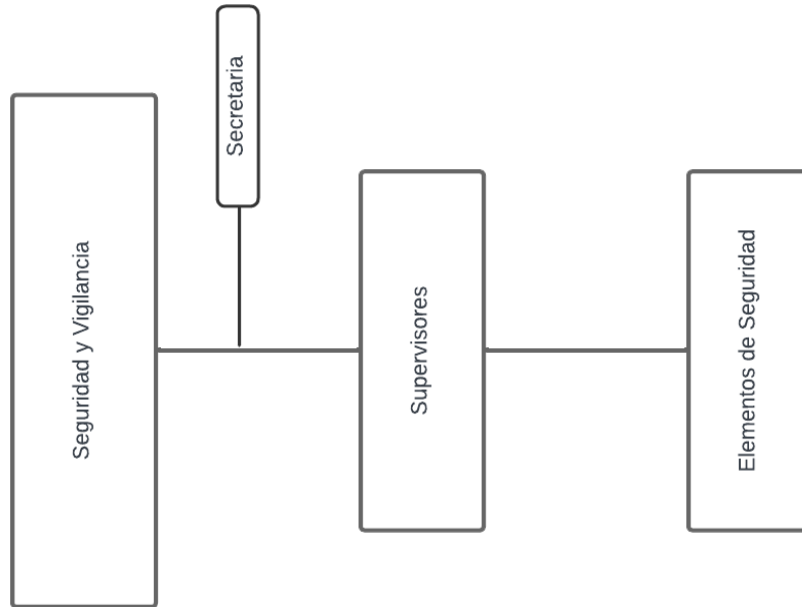 Seguridad y Vigilancia
Secretaria
Supervisores
Elementos de Seguridad